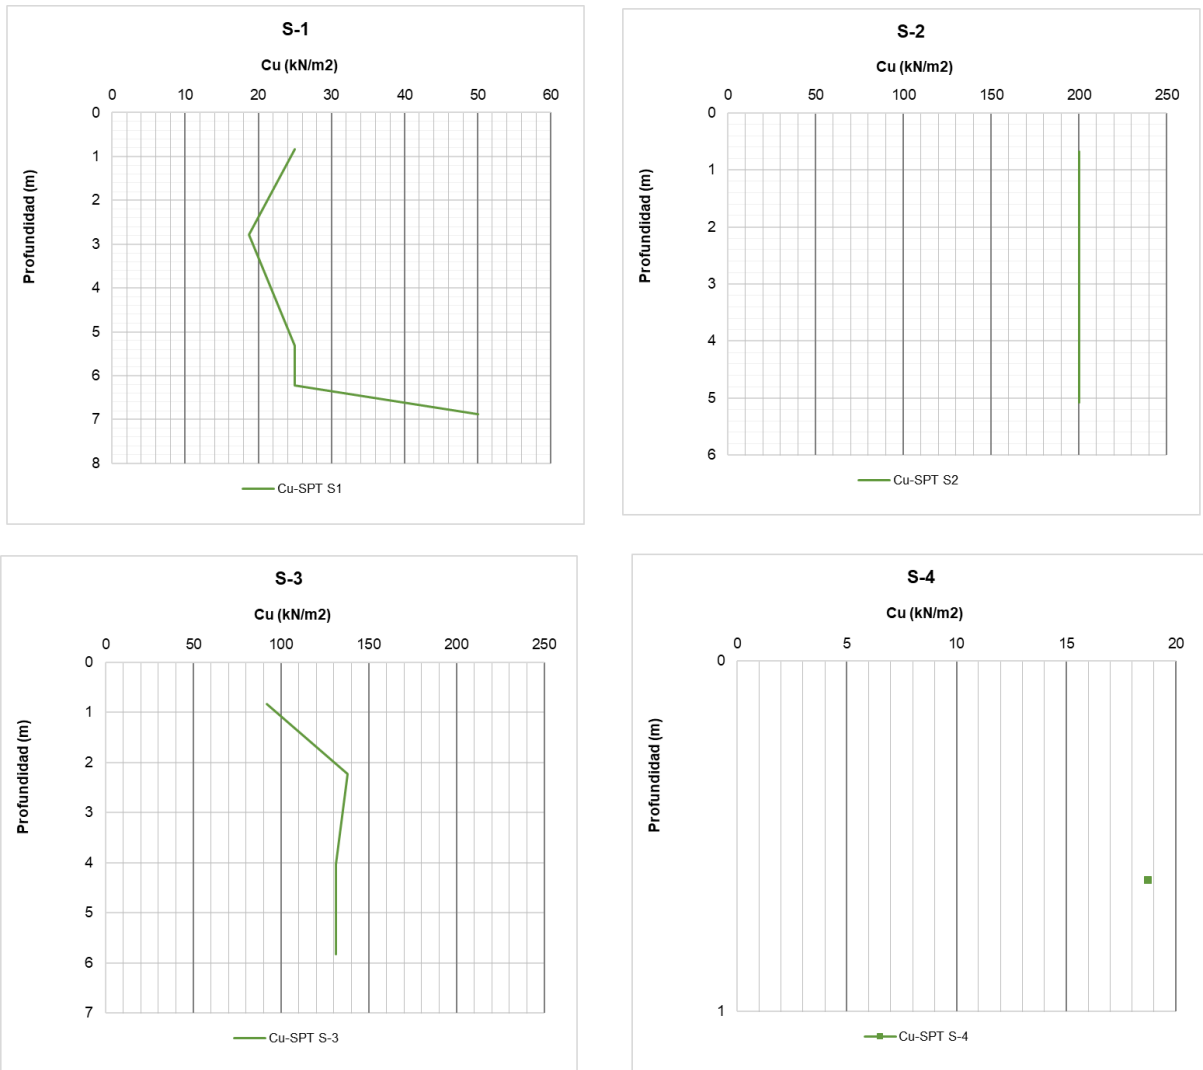 S-1
Cu (kN/m2)
0 10 20 30 40 50 60
0
1
2
3
4
5
6
7
8
Profundidad (m)
Cu-SPT S1
S-2
Cu (kN/m2)
0 50 100 150 200 250
0
1
2
3
4
5
6
Profundidad (m)
Cu-SPT S2
S-3
Cu (kN/m2)
0 50 100 150 200 250
0
1
2
3
4
5
6
7
Profundidad (m)
Cu-SPT S-3
S-4
Cu (kN/m2)
0 5 10 15 20
0
1
Profundidad (m)
Cu-SPT S-4